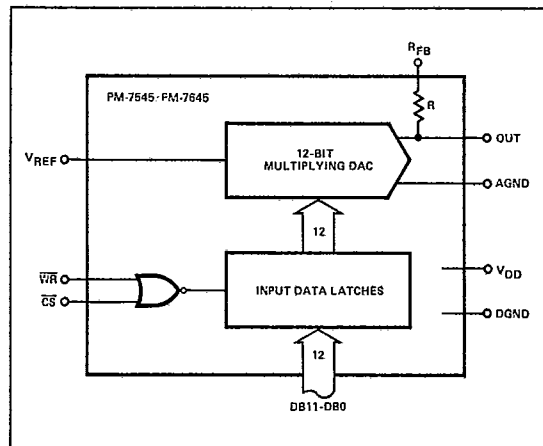 R_FB
PM-7545/PM-7645
R
12-BIT
MULTIPLYING DAC
OUT
V_REF
AGND
12
W̅R̅
C̅S̅
INPUT DATA LATCHES
V_DD
DGND
12
DB11-DB0